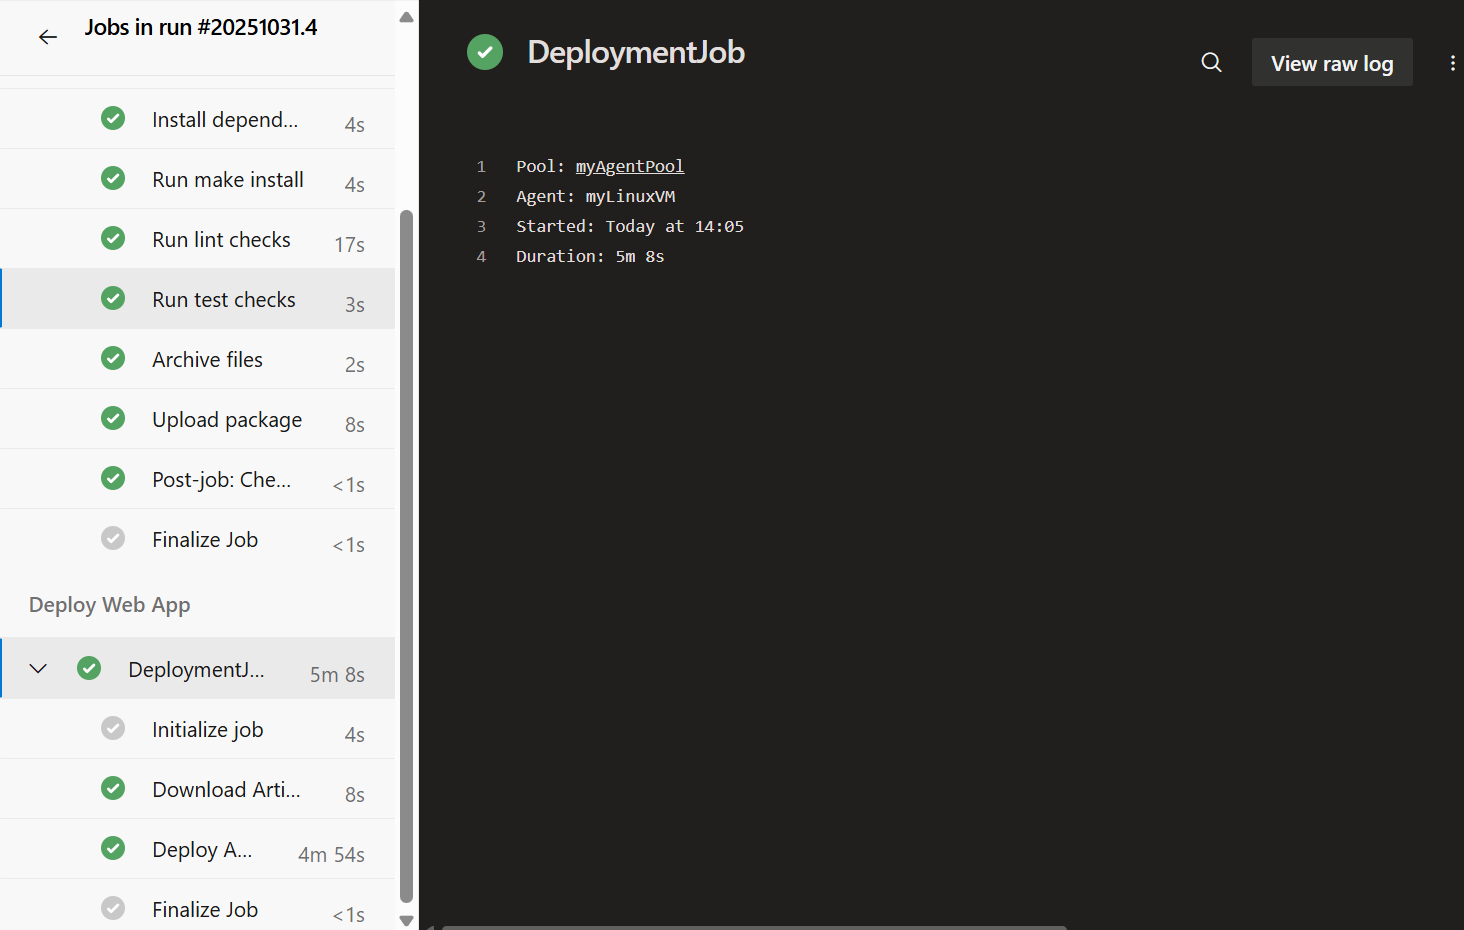 Jobs in run #20251031.4
Install depend... 4s
Run make install 4s
Run lint checks 17s
Run test checks 3s
Archive files 2s
Upload package 8s
Post-job: Che... <1s
Finalize Job <1s
Deploy Web App
DeploymentJ... 5m 8s
Initialize job 4s
Download Arti... 8s
Deploy A... 4m 54s
Finalize Job <1s
DeploymentJob
View raw log
1 Pool: myAgentPool
2 Agent: myLinuxVM
3 Started: Today at 14:05
4 Duration: 5m 8s